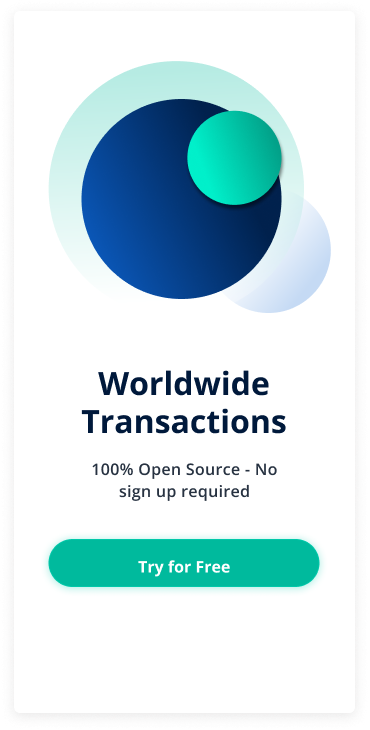 Worldwide
Transactions
100% Open Source - No
sign up required
Try for Free